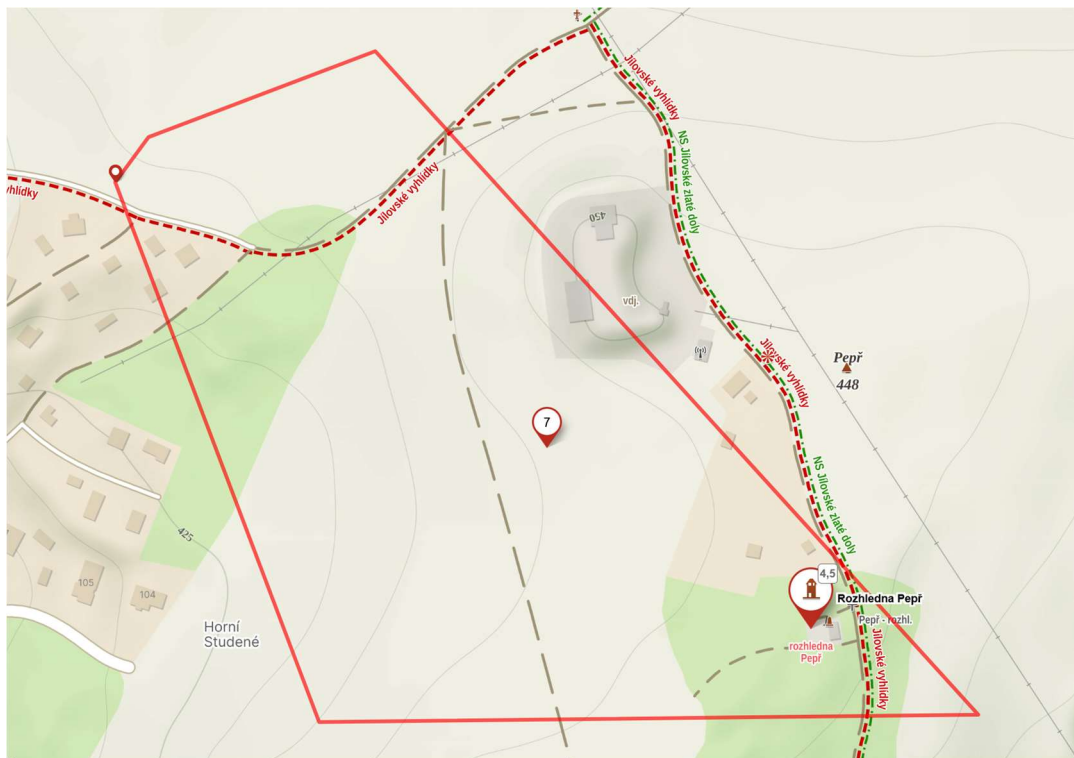 Jílovské vyhlídky
NS Jílovské zlaté doly
yhlídky
Jílovské vyhlídky
450
vdj.
Jílovské vyhlídky
Pepř
448
7
NS Jílovské zlaté doly
425
105
104
4,5
Rozhledna Pepř
Pepř - rozhl.
Horní
Studené
rozhledna
Pepř
Jílovské vyhlídky